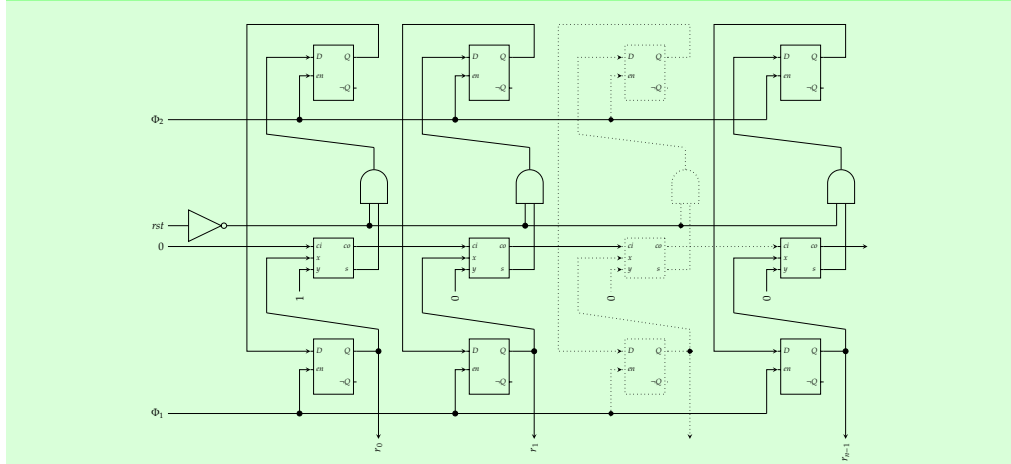 D Q D Q D Q D Q
en en en en
¬Q ¬Q ¬Q ¬Q
Φ2
rst
0 ci co ci co ci co ci co
x x x x
y s y s y s y s
1 0 0 0
D Q D Q D Q D Q
en en en en
¬Q ¬Q ¬Q ¬Q
Φ1
r0 r1 rn−1